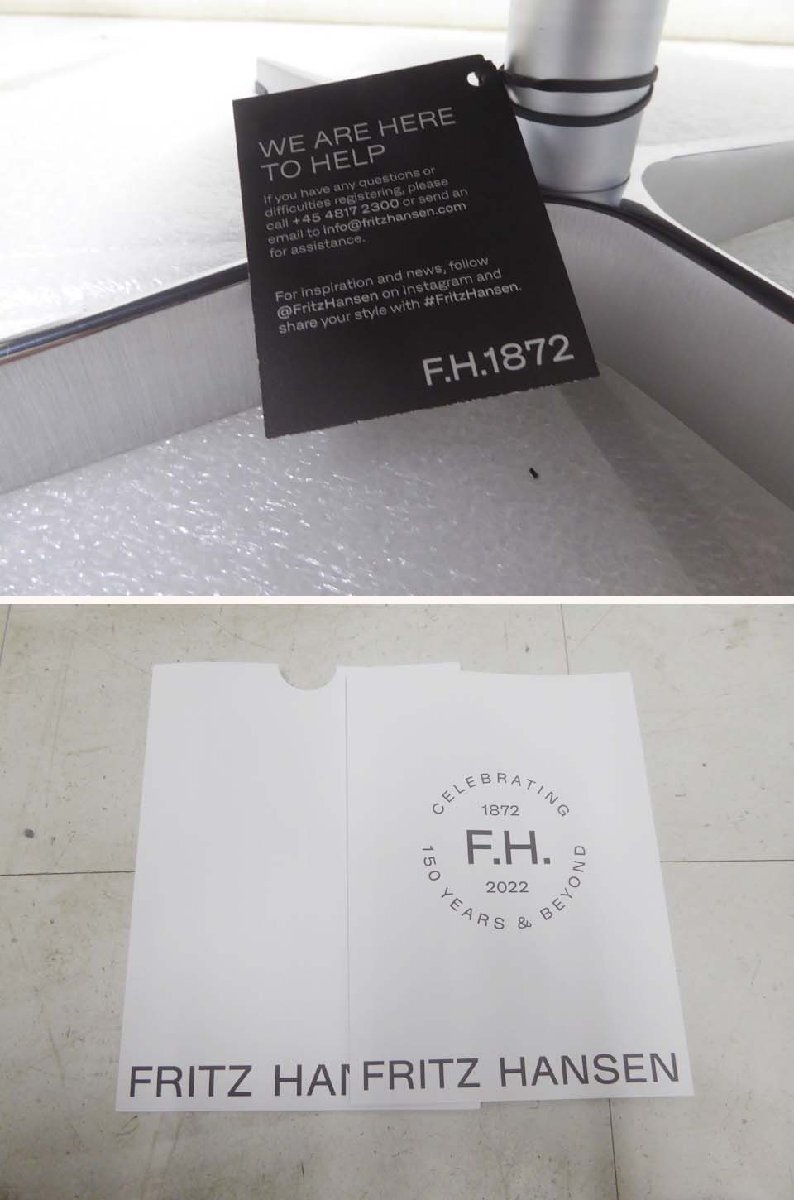 WE ARE HERE
TO HELP
If you have any questions or
difficulties registering, please
call +45 4817 2300 or send an
email to info@fritzhansen.com
for assistance.
For inspiration and news, follow
@FritzHansen on Instagram and
share your style with #FritzHansen.
F.H.1872
CELEBRATING
1872
F.H.
2022
150 YEARS & BEYOND
FRITZ HAN
FRITZ HANSEN